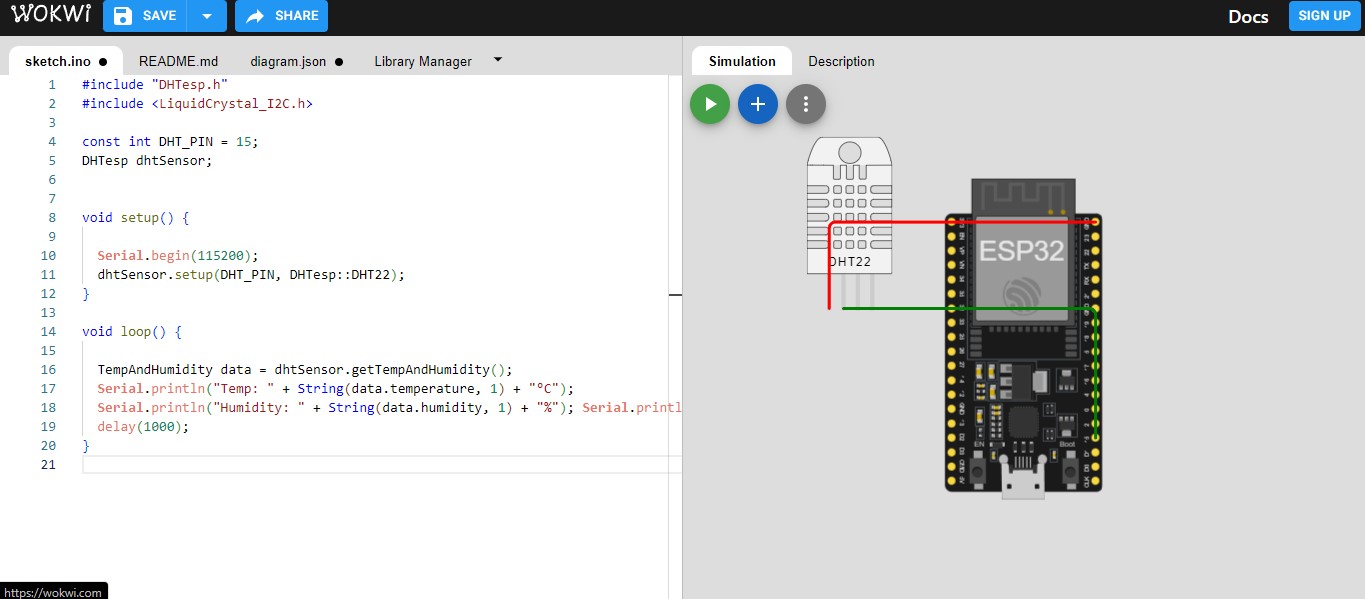 WOKWI SAVE SHARE Docs SIGN UP
sketch.ino README.md diagram.json Library Manager Simulation Description
1 #include "DHTesp.h"
2 #include <LiquidCrystal_I2C.h>
3
4 const int DHT_PIN = 15;
5 DHTesp dhtSensor;
6
7
8 void setup() {
9
10 Serial.begin(115200);
11 dhtSensor.setup(DHT_PIN, DHTesp::DHT22);
12 }
13
14 void loop() {
15
16 TempAndHumidity data = dhtSensor.getTempAndHumidity();
17 Serial.println("Temp: " + String(data.temperature, 1) + "°C");
18 Serial.println("Humidity: " + String(data.humidity, 1) + "%"); Serial.printl
19 delay(1000);
20 }
21
DHT22
ESP32
EN Boot
https://wokwi.com